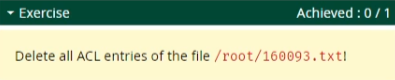 Exercise Achieved : 0 / 1
Delete all ACL entries of the file /root/160093.txt!